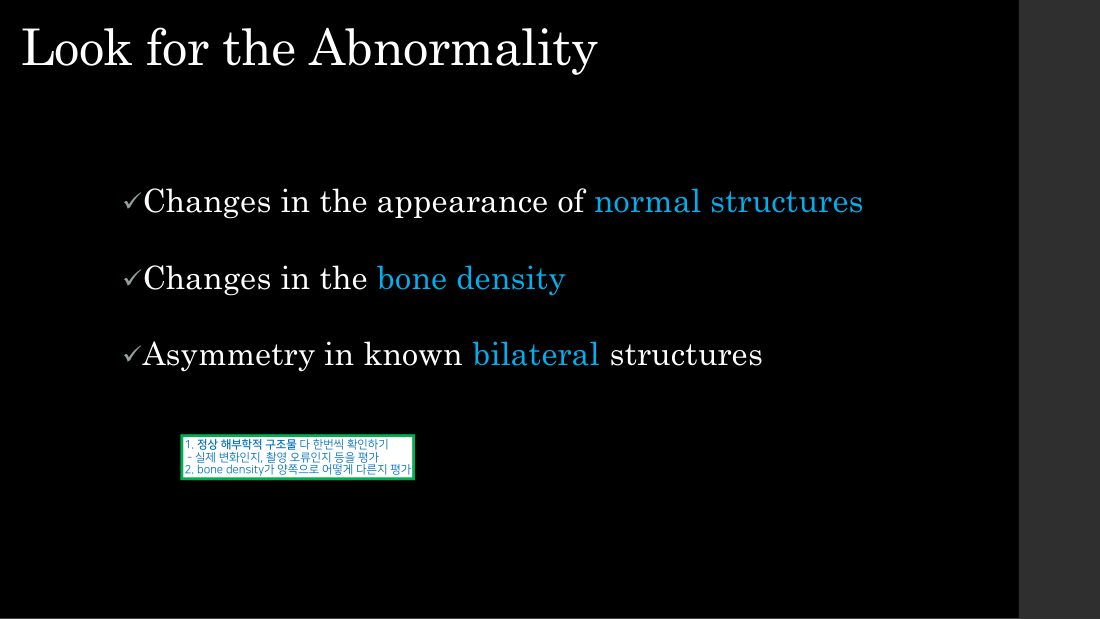 Look for the Abnormality
✓Changes in the appearance of normal structures
✓Changes in the bone density
✓Asymmetry in known bilateral structures
1. 정상 해부학적 구조물 다 한번씩 확인하기
- 실제 변화인지, 촬영 오류인지 등을 평가
2. bone density가 양쪽으로 어떻게 다른지 평가